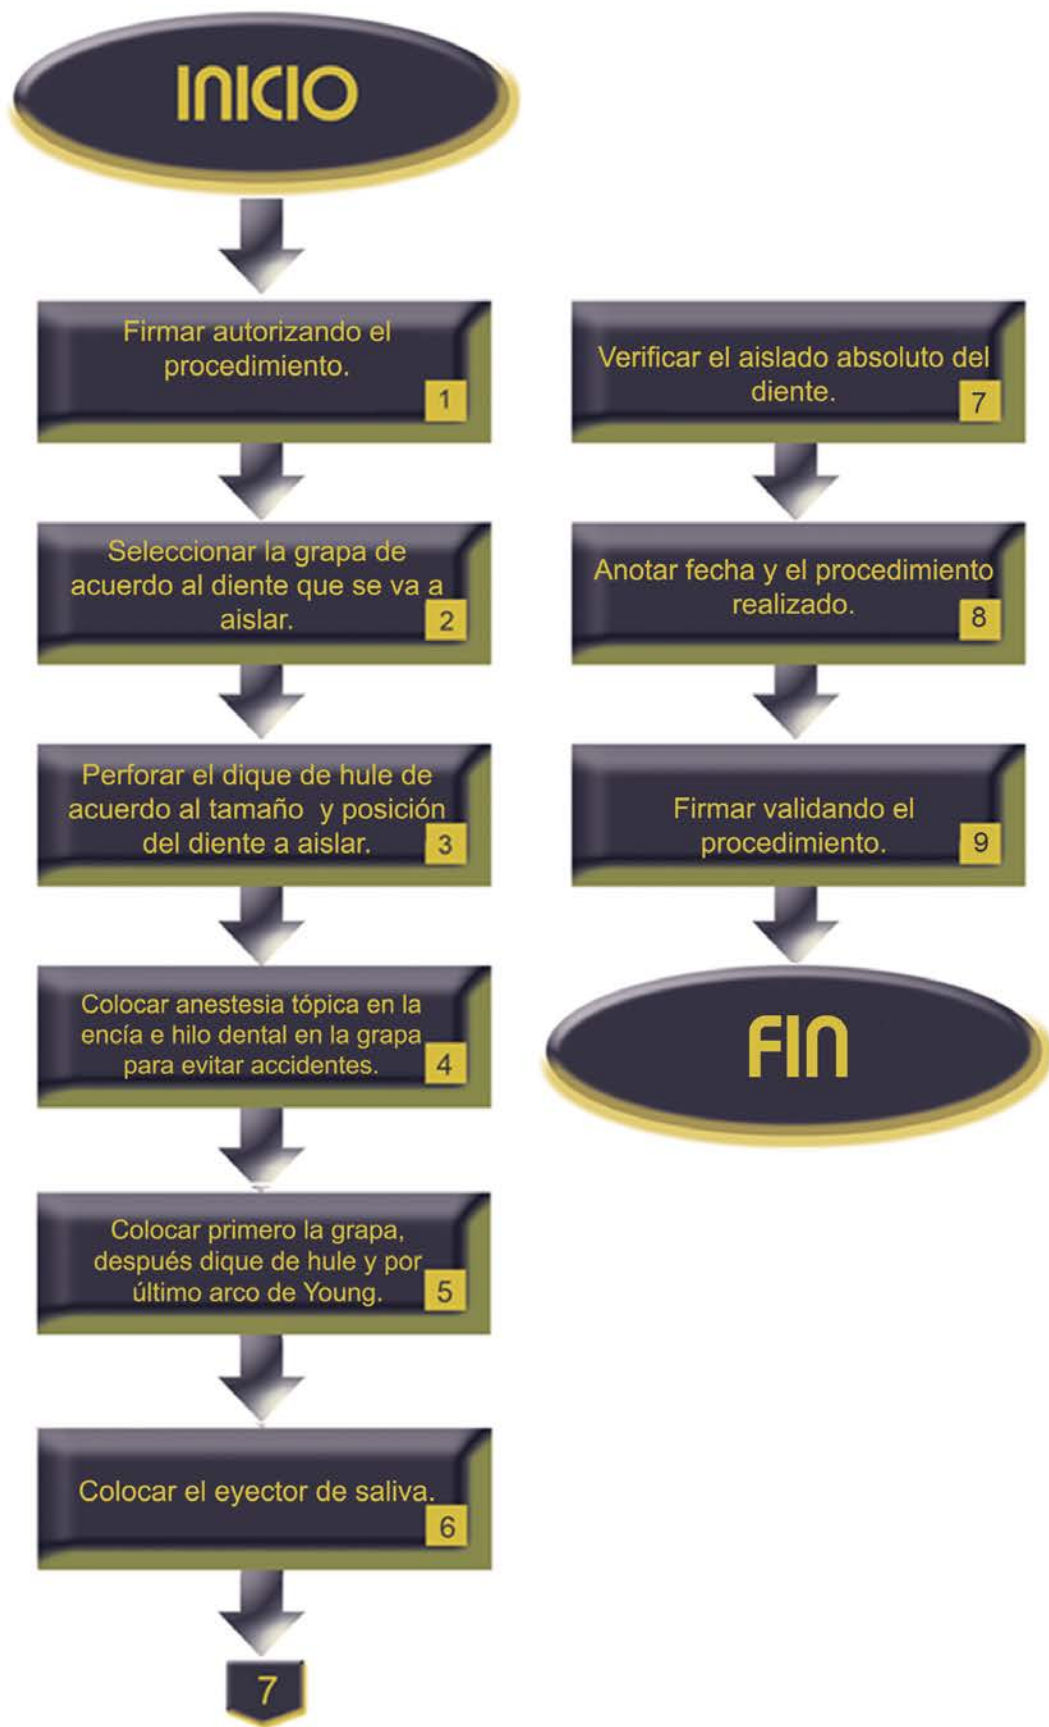 INICIO
Firmar autorizando el
procedimiento.
1
Seleccionar la grapa de
acuerdo al diente que se va a
aislar.
2
Perforar el dique de hule de
acuerdo al tamaño y posición
del diente a aislar.
3
Colocar anestesia tópica en la
encía e hilo dental en la grapa
para evitar accidentes.
4
Colocar primero la grapa,
después dique de hule y por
último arco de Young.
5
Colocar el eyector de saliva.
6
7
Verificar el aislado absoluto del
diente.
7
Anotar fecha y el procedimiento
realizado.
8
Firmar validando el
procedimiento.
9
FIN